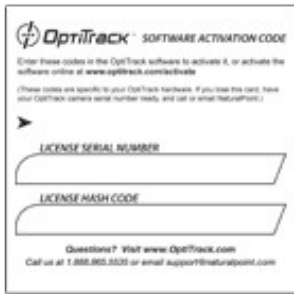 OptiTrack™ SOFTWARE ACTIVATION CODE
Enter these codes in the OptiTrack software to activate it, or activate the
software online at www.optitrack.com/activate
(These codes are specific to your OptiTrack hardware. If you lose this card, have
your OptiTrack camera serial number ready, and call or email NaturalPoint.)
➤
LICENSE SERIAL NUMBER
LICENSE HASH CODE
Questions? Visit www.OptiTrack.com
Call us at 1.888.865.5535 or email support@naturalpoint.com